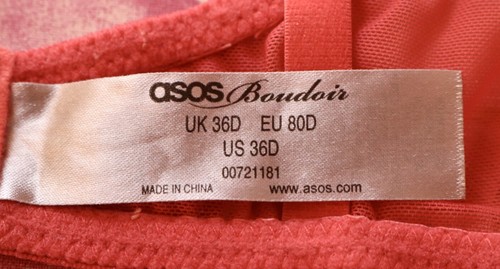 asos Boudoir
UK 36D EU 80D
US 36D
00721181
MADE IN CHINA www.asos.com